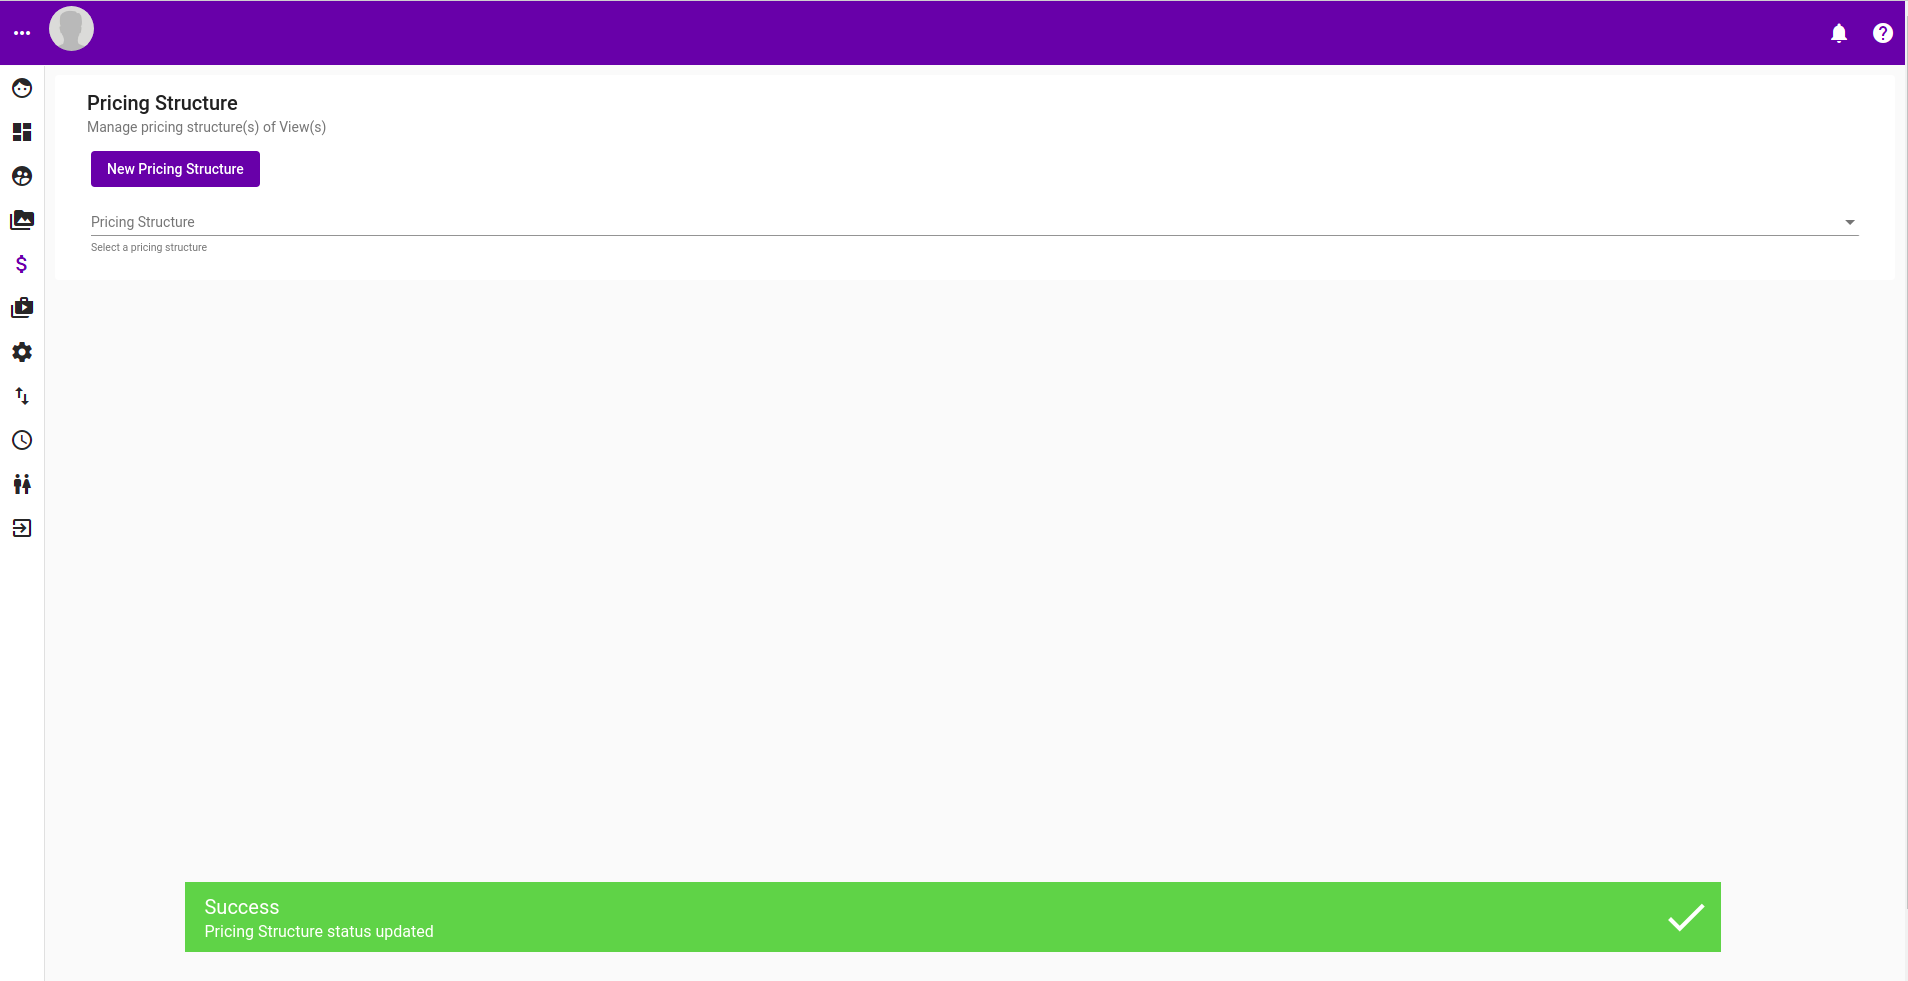 Pricing Structure
Manage pricing structure(s) of View(s)
New Pricing Structure
Pricing Structure
Select a pricing structure
Success
Pricing Structure status updated